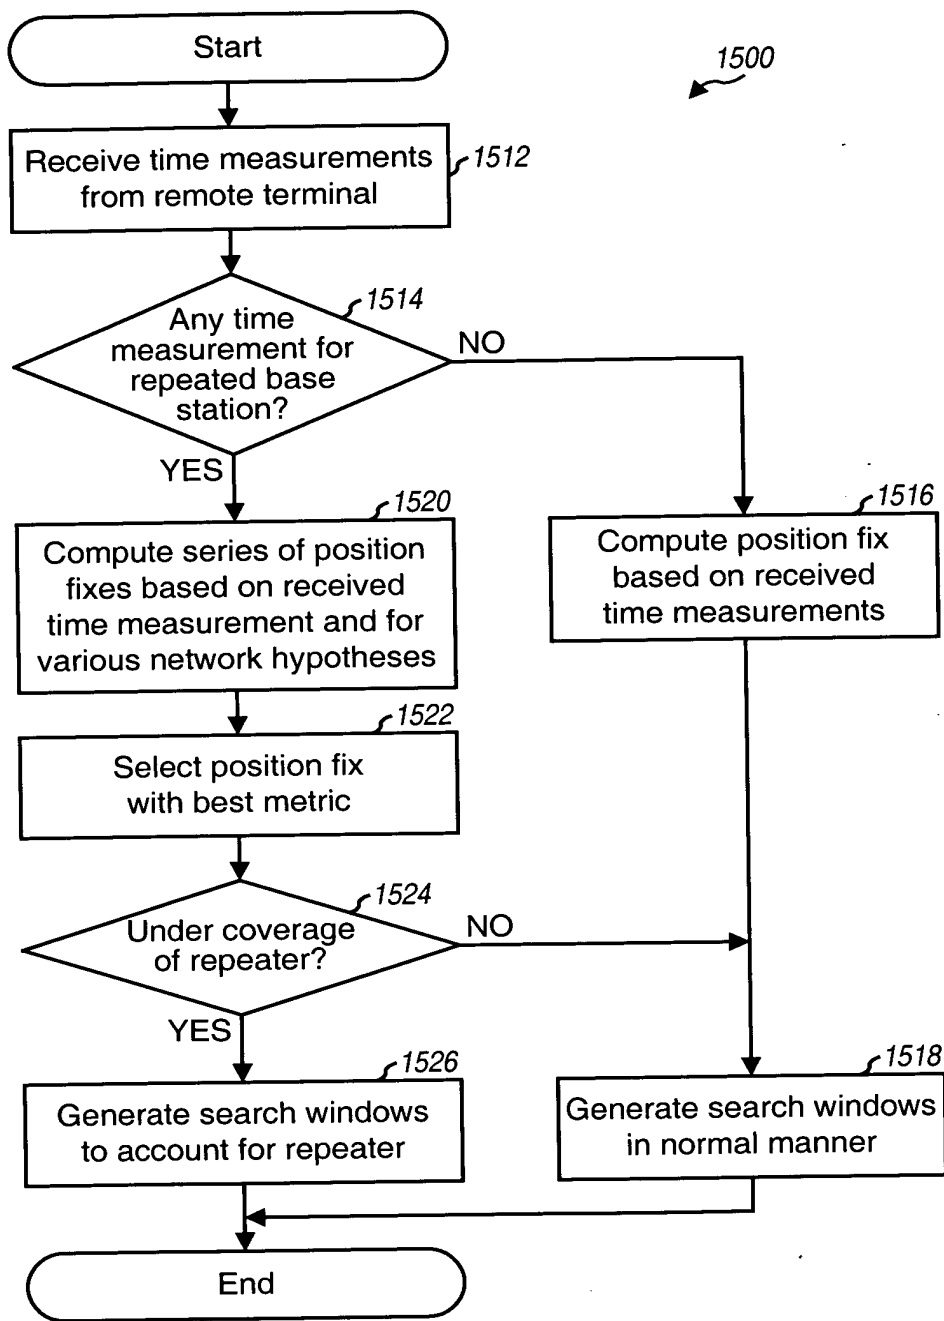 Start
1500
Receive time measurements
from remote terminal
1512
Any time
measurement for
repeated base
station?
1514
NO
YES
1520
Compute series of position
fixes based on received
time measurement and for
various network hypotheses
1516
Compute position fix
based on received
time measurements
1522
Select position fix
with best metric
1524
Under coverage
of repeater?
NO
YES
1526
Generate search windows
to account for repeater
1518
Generate search windows
in normal manner
End